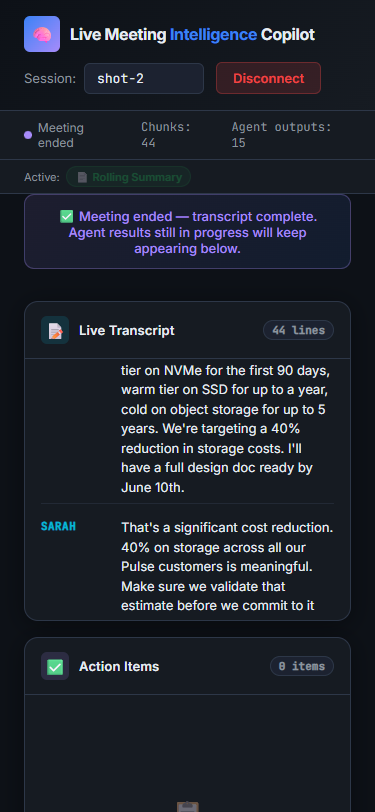 Live Meeting Intelligence Copilot
Session: shot-2 Disconnect
Meeting ended
Chunks: 44
Agent outputs: 15
Active: Rolling Summary
Meeting ended — transcript complete.
Agent results still in progress will keep
appearing below.
Live Transcript 44 lines
tier on NVMe for the first 90 days,
warm tier on SSD for up to a year,
cold on object storage for up to 5
years. We're targeting a 40%
reduction in storage costs. I'll
have a full design doc ready by
June 10th.
SARAH That's a significant cost reduction.
40% on storage across all our
Pulse customers is meaningful.
Make sure we validate that
estimate before we commit to it
Action Items 0 items